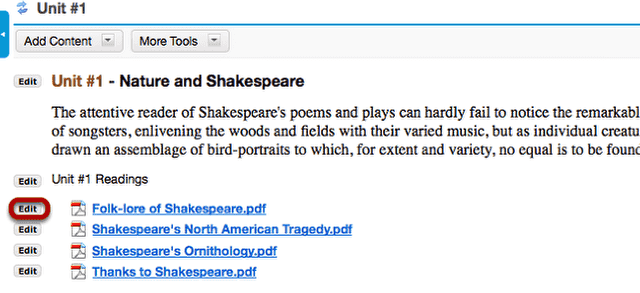 Unit #1
Add Content
More Tools
Edit
Unit #1 - Nature and Shakespeare
The attentive reader of Shakespeare's poems and plays can hardly fail to notice the remarkabl
of songsters, enlivening the woods and fields with their varied music, but as individual creatu
drawn an assemblage of bird-portraits to which, for extent and variety, no equal is to be found
Edit
Unit #1 Readings
Edit
Folk-lore of Shakespeare.pdf
Edit
Shakespeare's North American Tragedy.pdf
Edit
Shakespeare's Ornithology.pdf
Edit
Thanks to Shakespeare.pdf